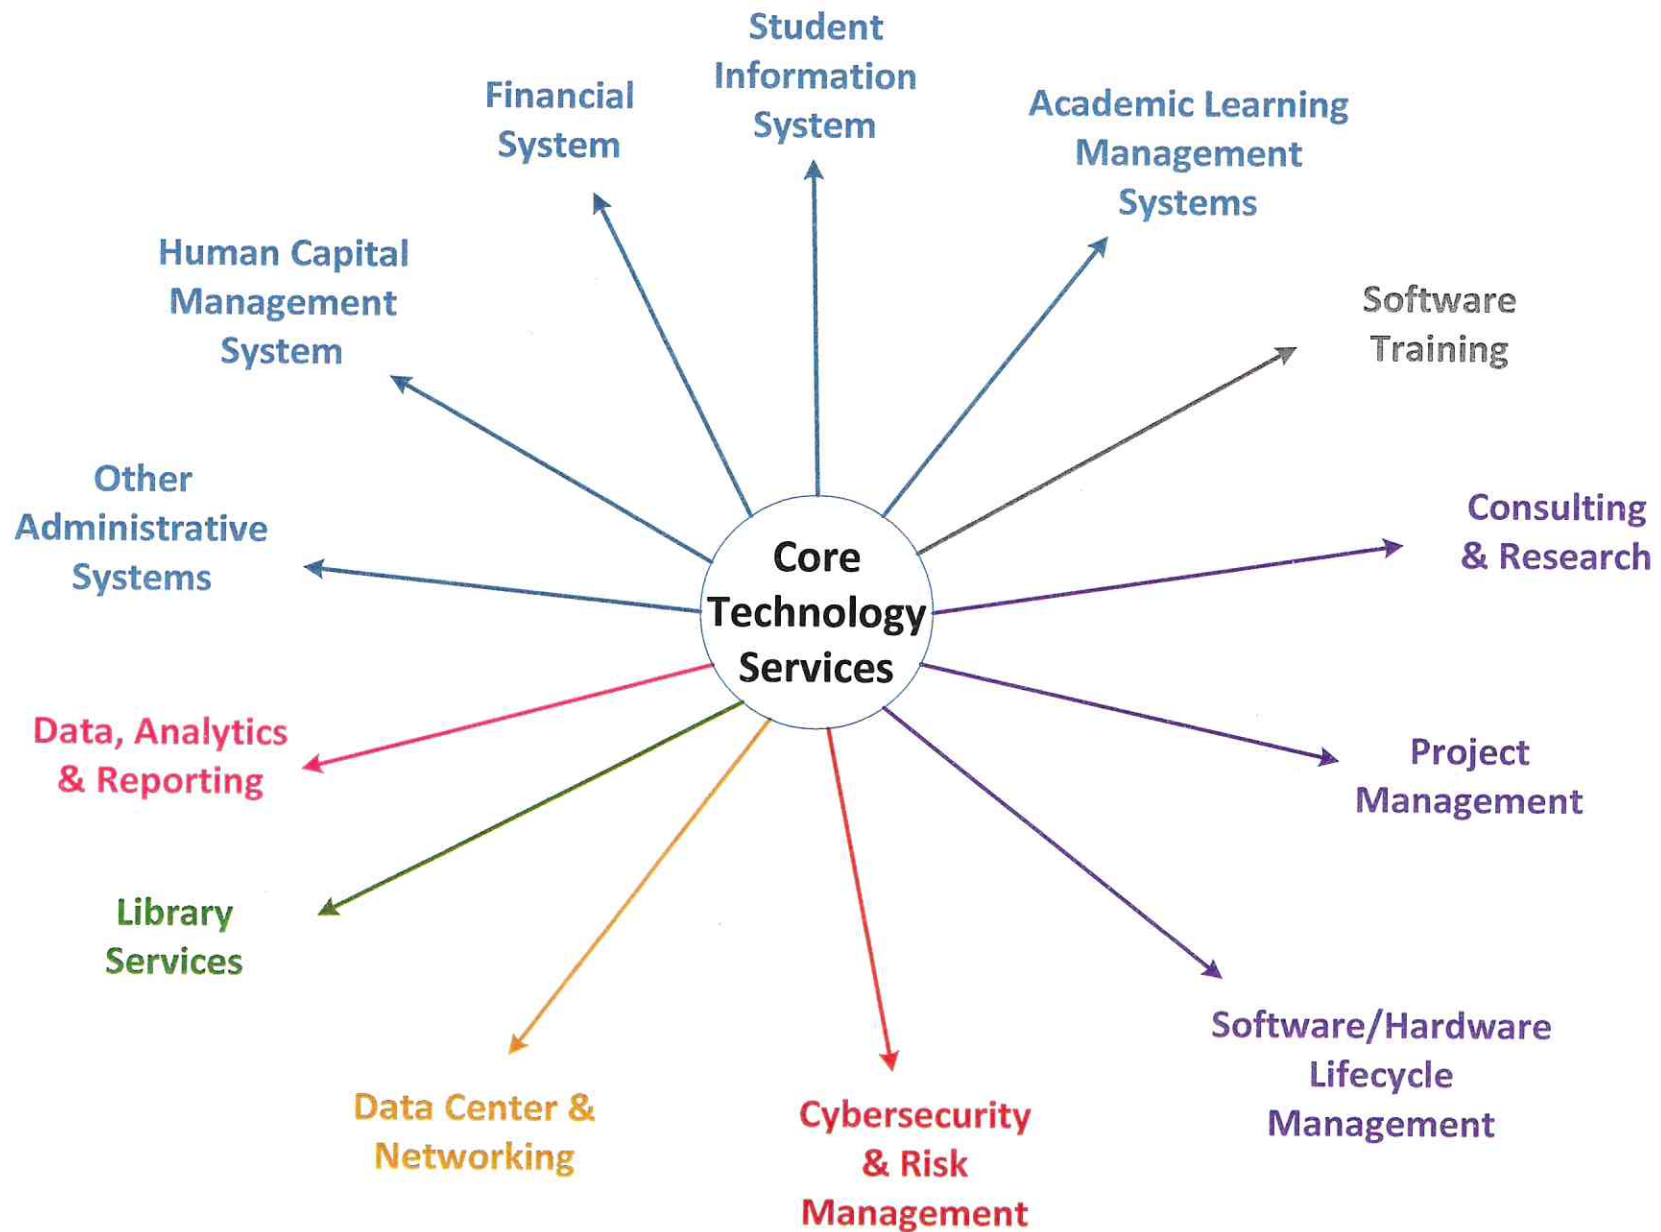 Student
Information
System
Financial
System
Academic Learning
Management
Systems
Human Capital
Management
System
Software
Training
Other
Administrative
Systems
Consulting
& Research
Core
Technology
Services
Data, Analytics
& Reporting
Project
Management
Library
Services
Software/Hardware
Lifecycle
Management
Data Center &
Networking
Cybersecurity
& Risk
Management